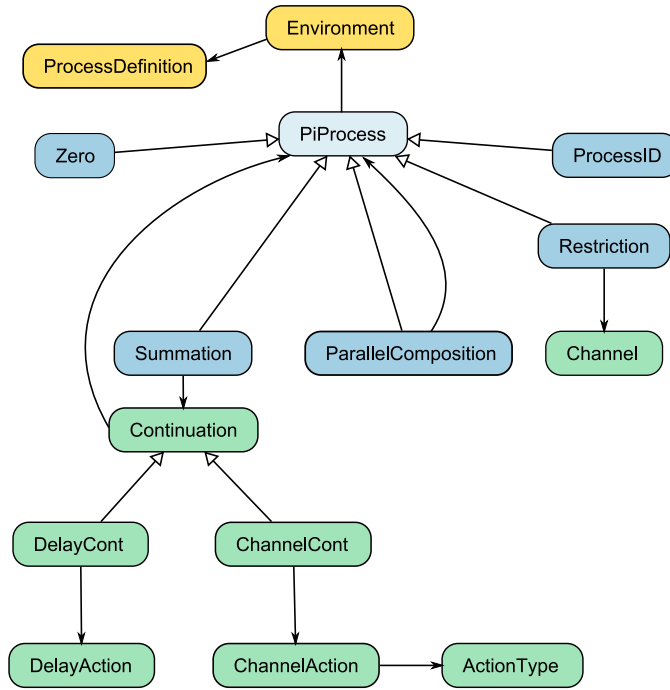 Environment
ProcessDefinition
PiProcess
Zero
ProcessID
Restriction
Summation
ParallelComposition
Channel
Continuation
DelayCont
ChannelCont
DelayAction
ChannelAction
ActionType